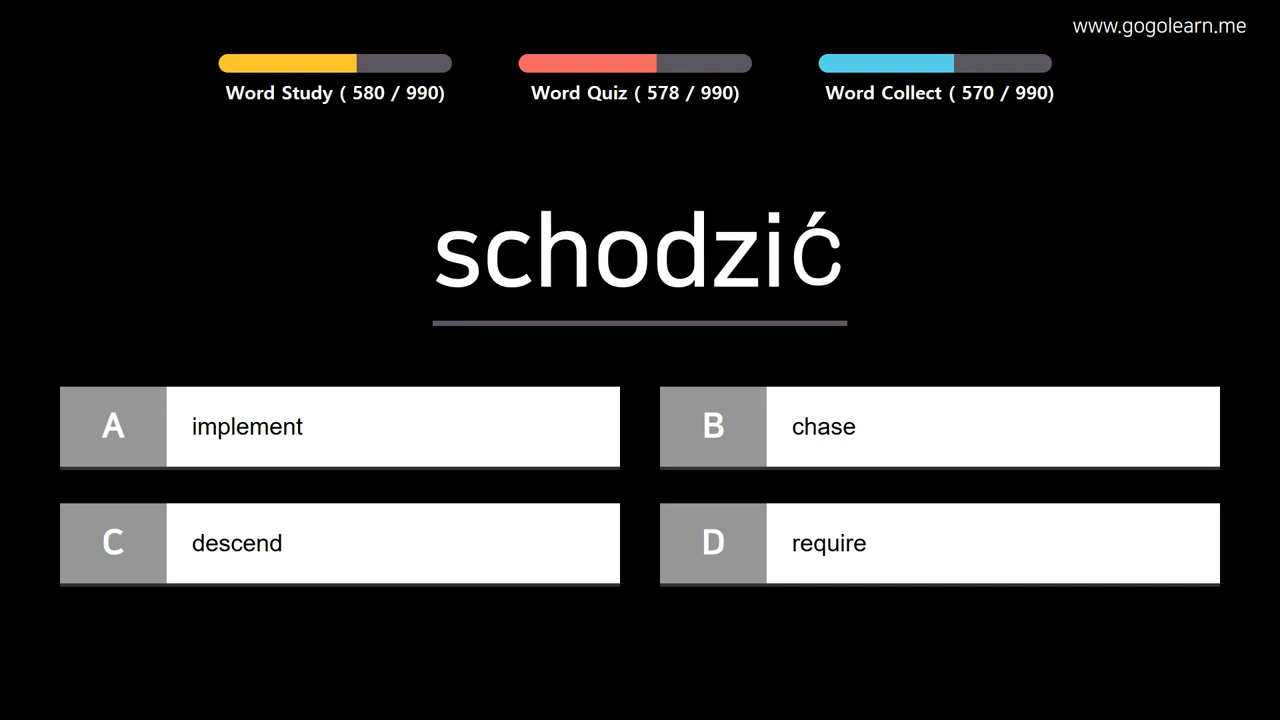 www.gogolearn.me
Word Study ( 580 / 990)
Word Quiz ( 578 / 990)
Word Collect ( 570 / 990)
schodzić
A implement
B chase
C descend
D require